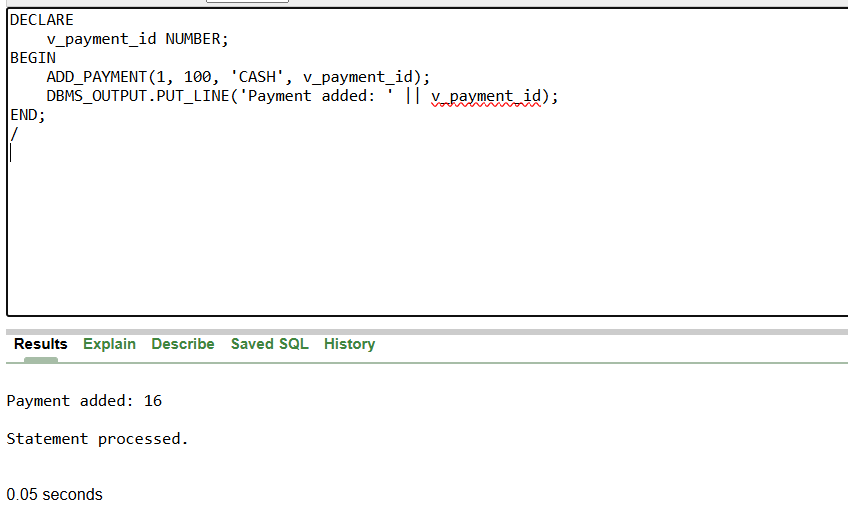 DECLARE
    v_payment_id NUMBER;
BEGIN
    ADD_PAYMENT(1, 100, 'CASH', v_payment_id);
    DBMS_OUTPUT.PUT_LINE('Payment added: ' || v_payment_id);
END;
/
Results Explain Describe Saved SQL History
Payment added: 16
Statement processed.
0.05 seconds